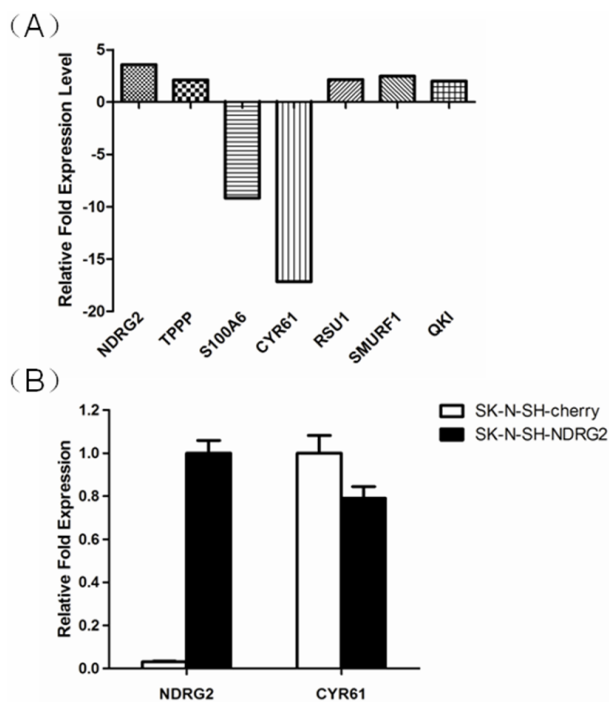 （A）
Relative Fold Expression Level
5
0
-5
-10
-15
-20
NDRG2
TPPP
S100A6
CYR61
RSU1
SMURF1
QKI
（B）
Relative Fold Expression
1.2
1.0
0.8
0.6
0.4
0.2
0.0
NDRG2
CYR61
SK-N-SH-cherry
SK-N-SH-NDRG2